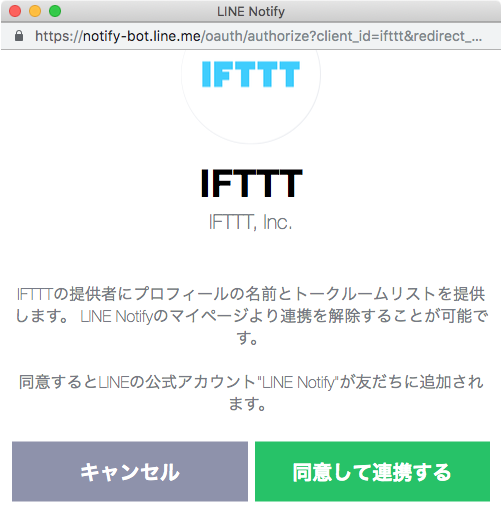 LINE Notify
https://notify-bot.line.me/oauth/authorize?client_id=ifttt&redirect_...
IFTTT
IFTTT
IFTTT, Inc.
IFTTTの提供者にプロフィールの名前とトークルームリストを提供
します。 LINE Notifyのマイページより連携を解除することが可能で
す。
同意するとLINEの公式アカウント"LINE Notify"が友だちに追加され
ます。
キャンセル
同意して連携する